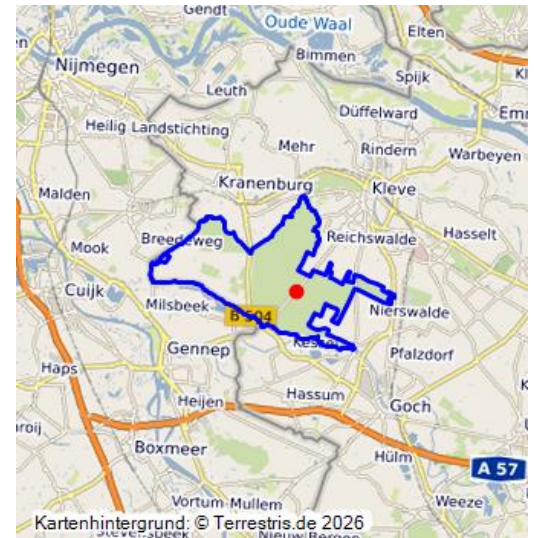 Gendt
Oude Waal
Elten
Bimmen
Nijmegen
Spijk
Leuth
Düffelward
Heilig Landstichting
Mehr
Rindern
Warbeyen
Kranenburg
Kleve
Malden
Hasselt
Breedeweg
Reichswalde
Mook
Cuijk
Milsbeek
B 504
Nierswalde
Gennep
Pfalzdorf
Haps
Hassum
Heijen
Goch
Boxmeer
Hülm
A 57
Vortum-Mullem
Weeze
Kartenhintergrund: © Terrestris.de 2026